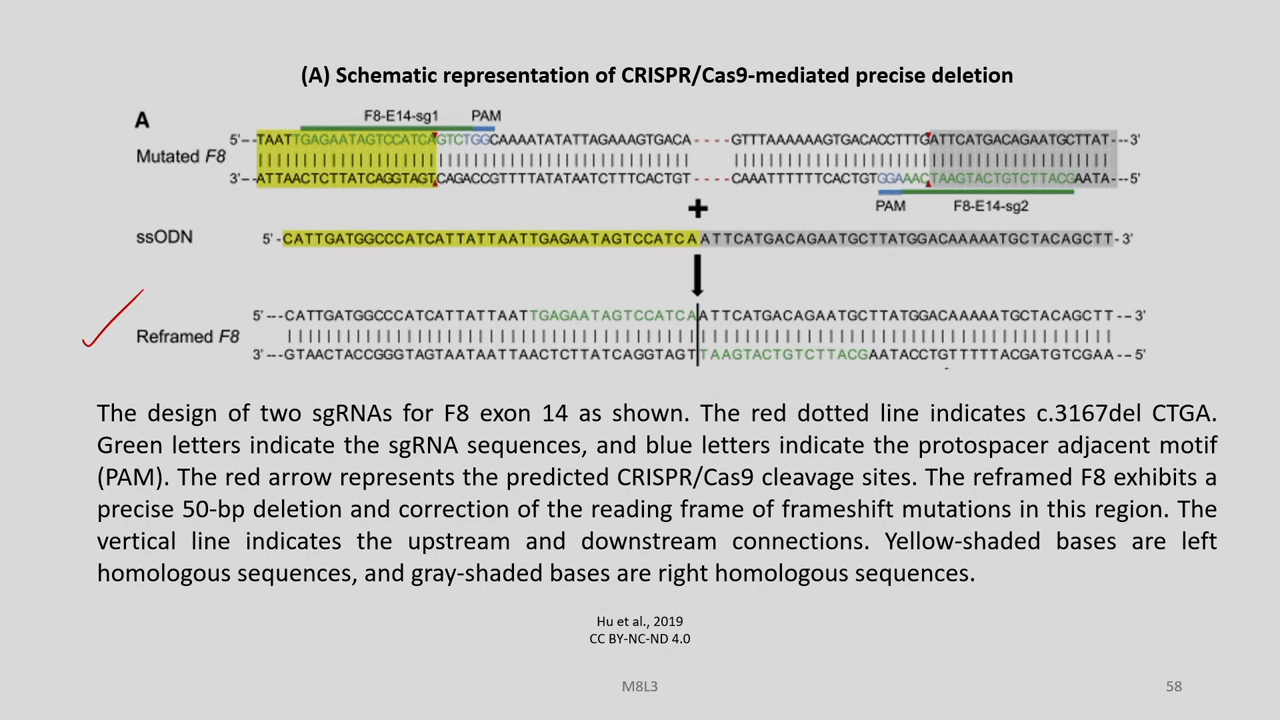 (A) Schematic representation of CRISPR/Cas9-mediated precise deletion
A
F8-E14-sg1 PAM
5'--TAATTGAGAATAGTCCATCAGTCTGGCAAAATATATTAGAAAGTGACA----GTTTAAAAAAGTGACACCTTTGATTCATGACAGAATGCTTAT--3'
Mutated F8
3'--ATTAACTCTTATCAGGTAGTCAGACCGTTTTATATAATCTTTCACTGT----CAAATTTTTTCACTGTGGAAACTAAGTACTGTCTTACGAATA---5'
PAM F8-E14-sg2
+
ssODN 5'-CATTGATGGCCCATCATTATTAATTGAGAATAGTCCATCAATTCATGACAGAATGCTTATGGACAAAAATGCTACAGCTT-3'
5'---CATTGATGGCCCATCATTATTAATTGAGAATAGTCCATCAATTCATGACAGAATGCTTATGGACAAAAATGCTACAGCTT--3'
Reframed F8
3'---GTAACTACCGGGTAGTAATAATTAACTCTTATCAGGTAGTTAAGTACTGTCTTACGAATACCTGTTTTTACGATGTCGAA--5'
The design of two sgRNAs for F8 exon 14 as shown. The red dotted line indicates c.3167del CTGA.
Green letters indicate the sgRNA sequences, and blue letters indicate the protospacer adjacent motif
(PAM). The red arrow represents the predicted CRISPR/Cas9 cleavage sites. The reframed F8 exhibits a
precise 50-bp deletion and correction of the reading frame of frameshift mutations in this region. The
vertical line indicates the upstream and downstream connections. Yellow-shaded bases are left
homologous sequences, and gray-shaded bases are right homologous sequences.
Hu et al., 2019
CC BY-NC-ND 4.0
M8L3
58